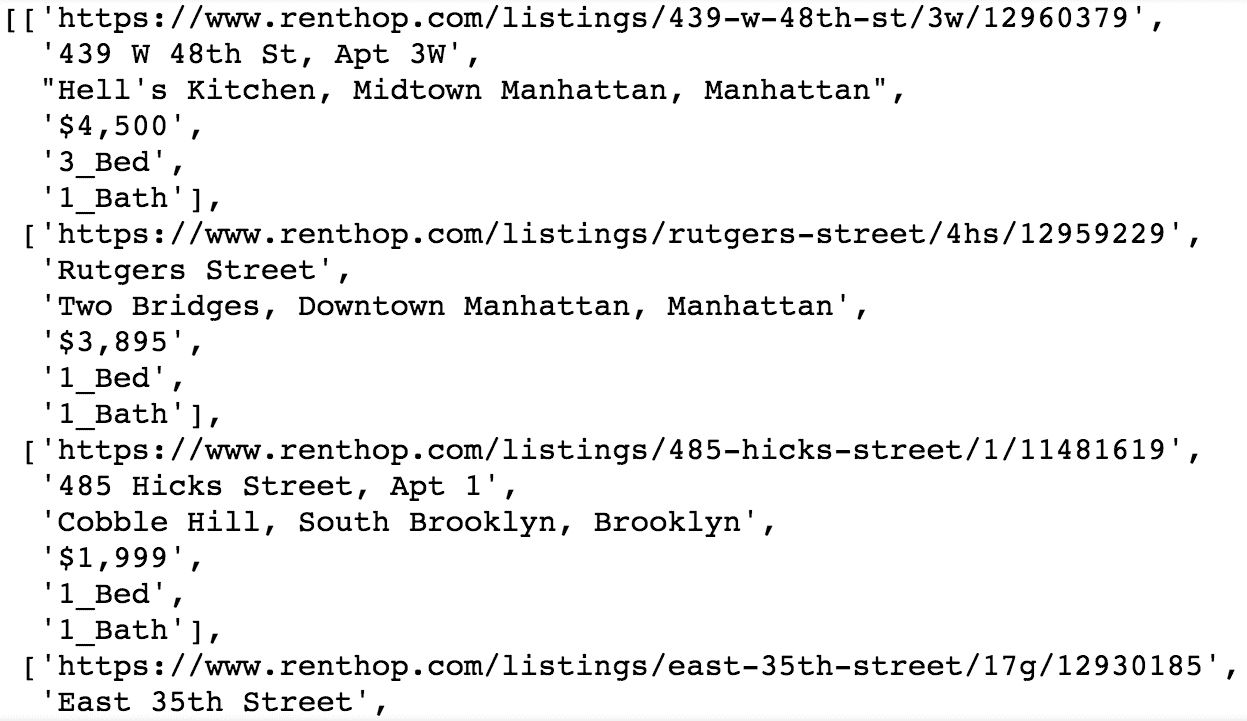 [['https://www.renthop.com/listings/439-w-48th-st/3w/12960379',
'439 W 48th St, Apt 3W',
"Hell's Kitchen, Midtown Manhattan, Manhattan",
'$4,500',
'3_Bed',
'1_Bath'],
['https://www.renthop.com/listings/rutgers-street/4hs/12959229',
'Rutgers Street',
'Two Bridges, Downtown Manhattan, Manhattan',
'$3,895',
'1_Bed',
'1_Bath'],
['https://www.renthop.com/listings/485-hicks-street/1/11481619',
'485 Hicks Street, Apt 1',
'Cobble Hill, South Brooklyn, Brooklyn',
'$1,999',
'1_Bed',
'1_Bath'],
['https://www.renthop.com/listings/east-35th-street/17g/12930185',
'East 35th Street',